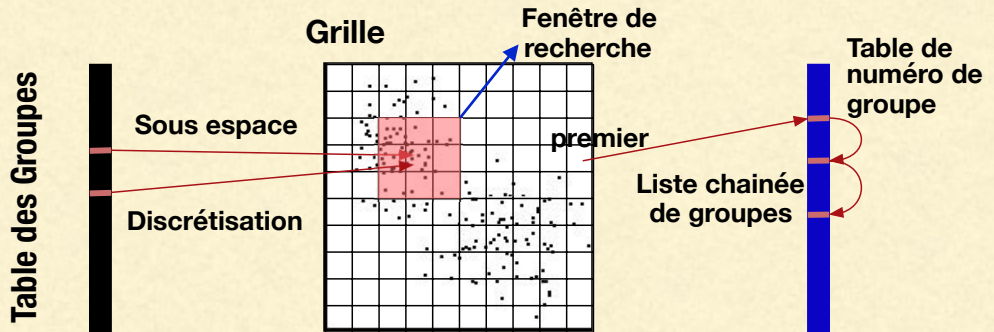 Table des Groupes
Sous espace
Discrétisation
Grille
Fenêtre de
recherche
premier
Liste chainée
de groupes
Table de
numéro de
groupe